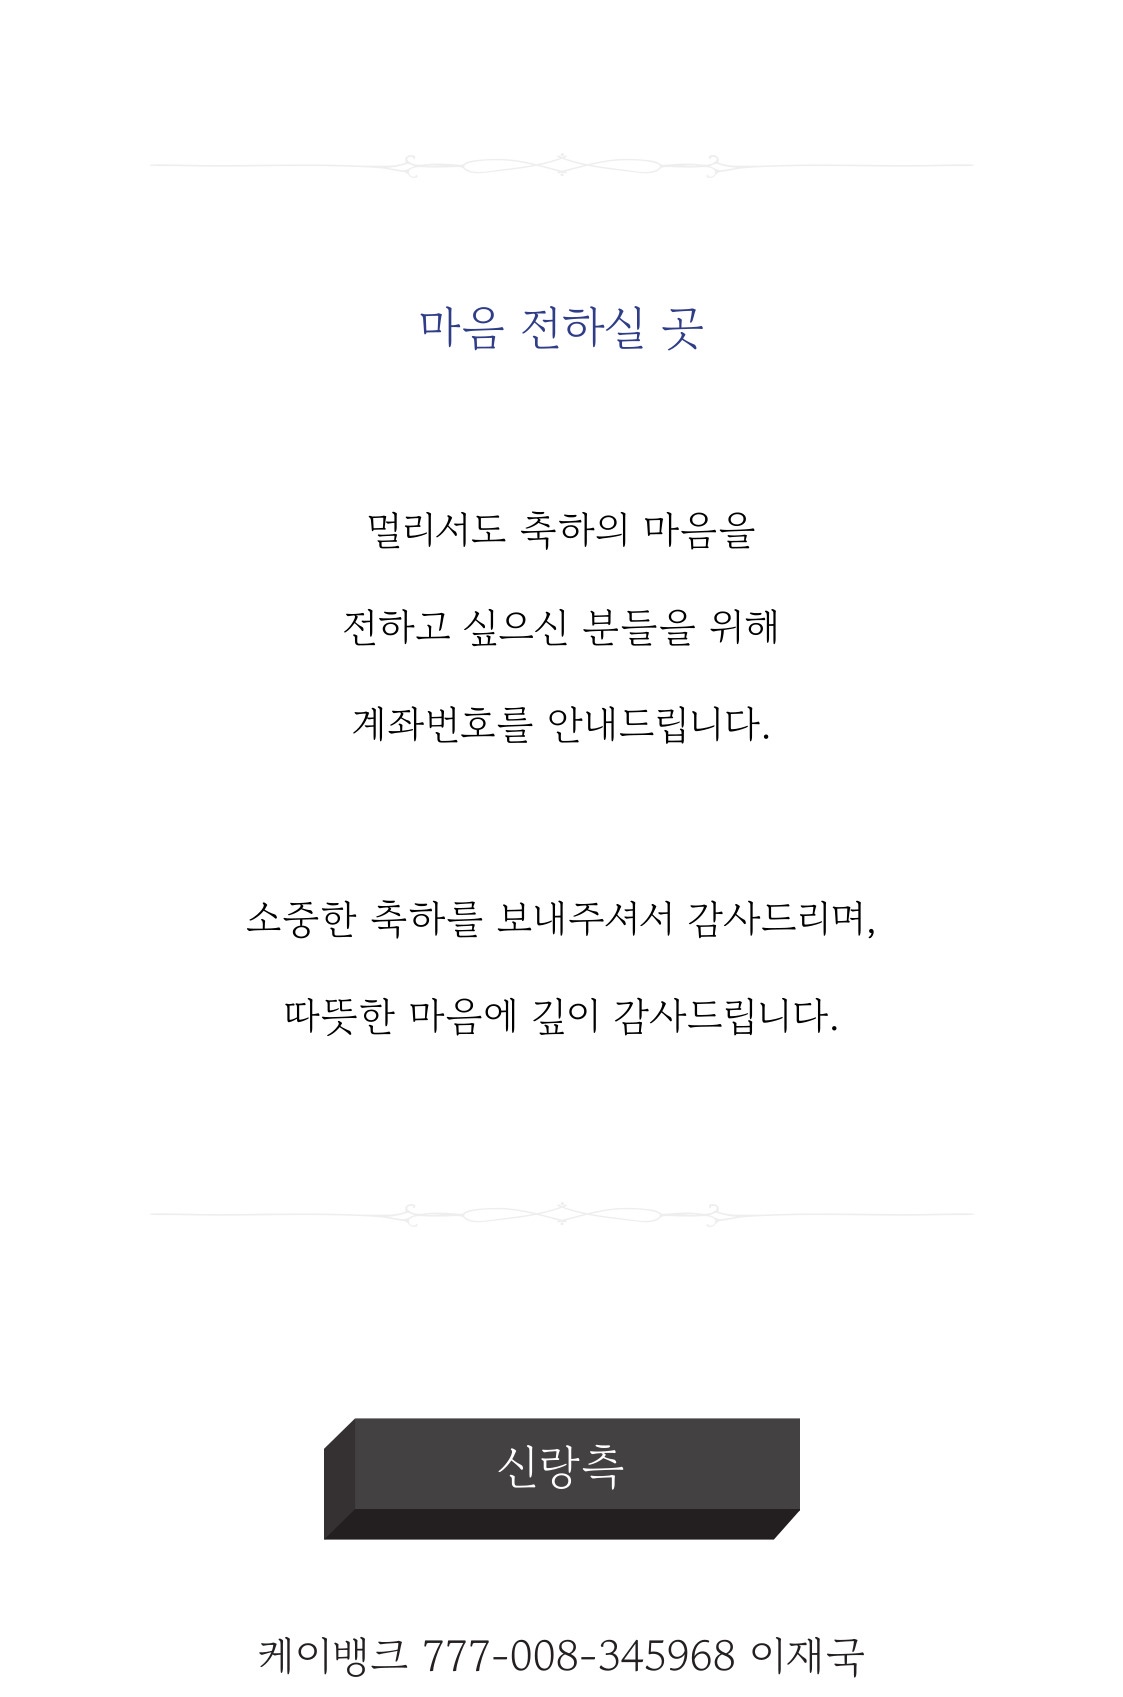 마음 전하실 곳
멀리서도 축하의 마음을
전하고 싶으신 분들을 위해
계좌번호를 안내드립니다.
소중한 축하를 보내주셔서 감사드리며,
따뜻한 마음에 깊이 감사드립니다.
신랑측
케이뱅크 777-008-345968 이재국